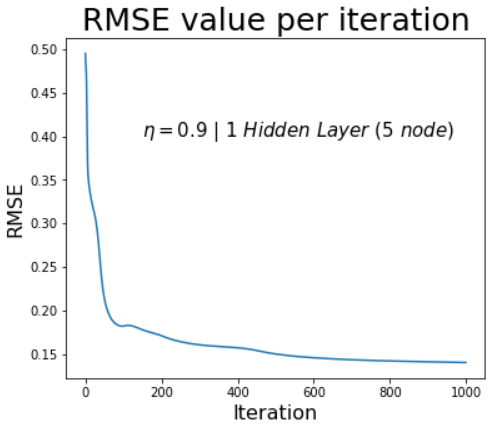 RMSE value per iteration
0.50
0.45
η = 0.9 | 1 Hidden Layer (5 node)
0.40
0.35
0.30
RMSE
0.25
0.20
0.15
0 200 400 600 800 1000
Iteration